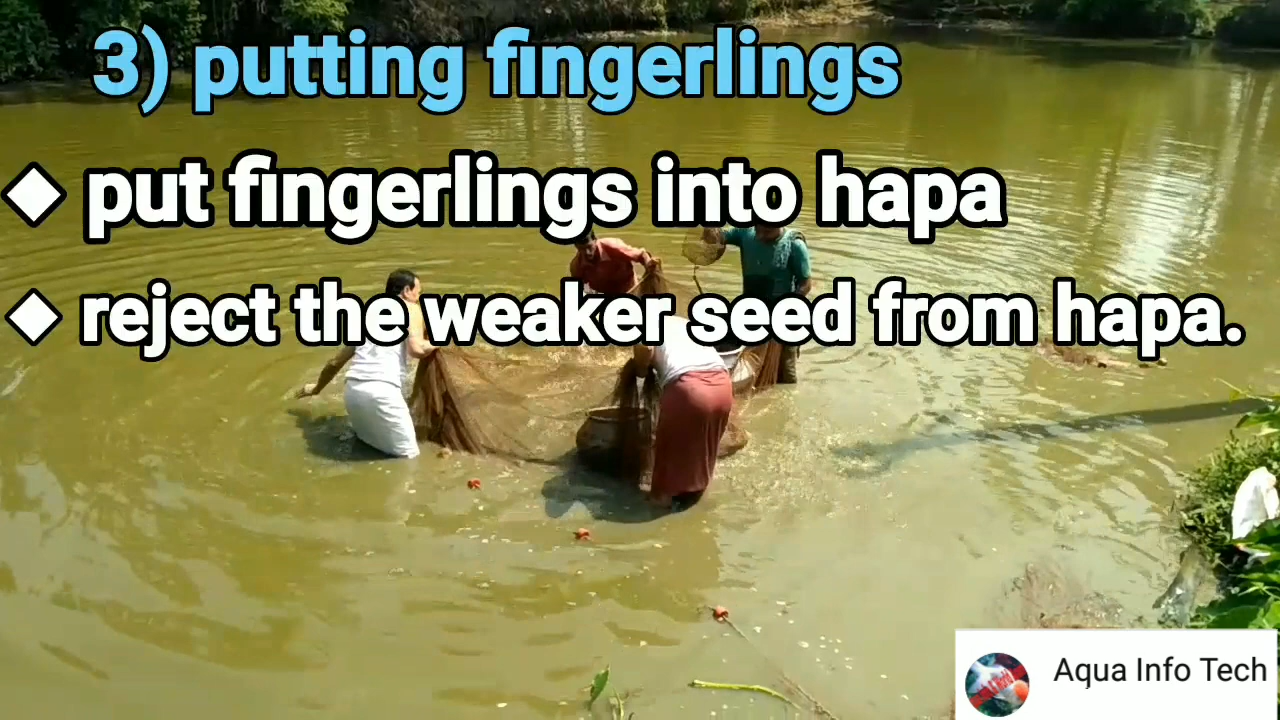 3) putting fingerlings
◆ put fingerlings into hapa
◆ reject the weaker seed from hapa.
Aqua Info Tech